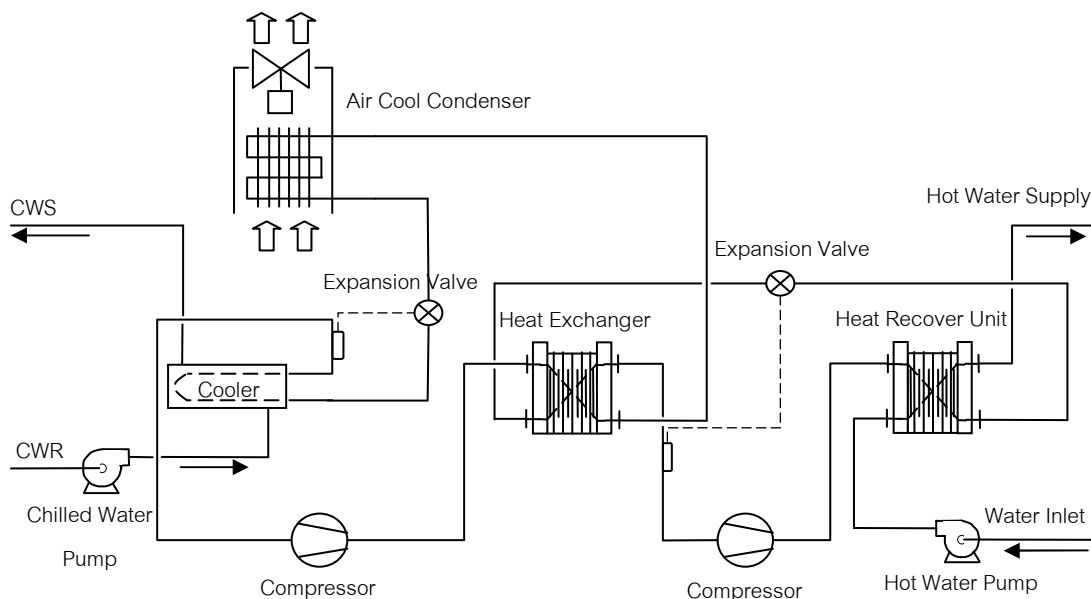 Air Cool Condenser
CWS
Hot Water Supply
Expansion Valve
Expansion Valve
Heat Exchanger
Heat Recover Unit
Cooler
CWR
Chilled Water
Pump
Compressor
Compressor
Water Inlet
Hot Water Pump